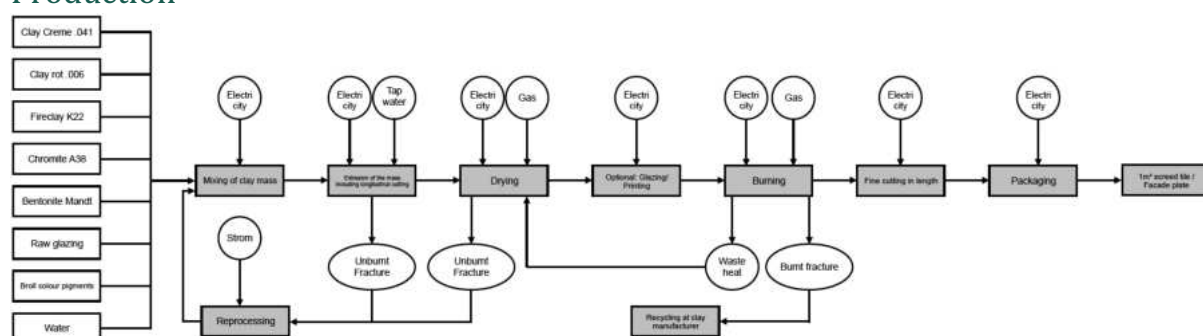 Production
Clay Creme .041
Clay rot .006
Fireclay K22
Chromite A38
Bentonite Mandt
Raw glazing
Broll colour pigments
Water
Electri
city
Mixing of clay mass
Strom
Reprocessing
Electri
city
Tap
water
Extrusion of the mass
including longitudinal cutting
Unburnt
Fracture
Electri
city
Gas
Drying
Unburnt
Fracture
Electri
city
Optional: Glazing/
Printing
Electri
city
Gas
Burning
Waste
heat
Burnt fracture
Recycling at clay
manufacturer
Electri
city
Fine cutting in length
Electri
city
Packaging
1m² screed tile /
Facade plate